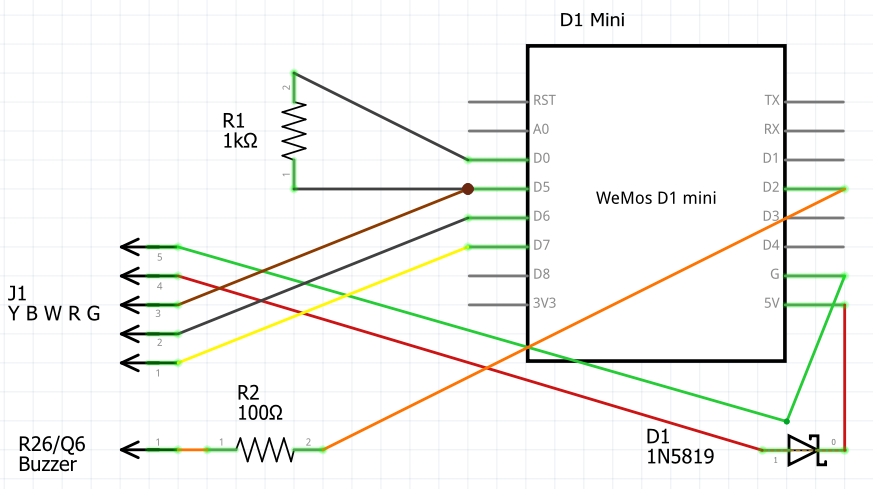 D1 Mini
2
R1
1kΩ
1
RST
A0
D0
D5
D6
D7
D8
3V3
WeMos D1 mini
TX
RX
D1
D2
D3
D4
G
5V
J1
Y B W R G
5
4
3
2
1
R2
100Ω
R26/Q6
Buzzer
1
1
2
D1
1N5819
1
0